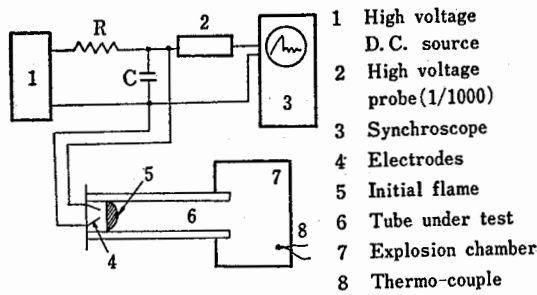 R
C
1
2
3
4
5
6
7
8
1 High voltage
D.C. source
2 High voltage
probe(1/1000)
3 Synchroscope
4 Electrodes
5 Initial flame
6 Tube under test
7 Explosion chamber
8 Thermo-couple